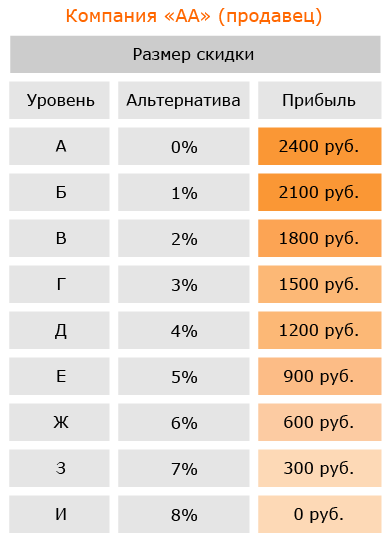 Компания «АА» (продавец)
Размер скидки
Уровень Альтернатива Прибыль
А 0% 2400 руб.
Б 1% 2100 руб.
В 2% 1800 руб.
Г 3% 1500 руб.
Д 4% 1200 руб.
Е 5% 900 руб.
Ж 6% 600 руб.
З 7% 300 руб.
И 8% 0 руб.